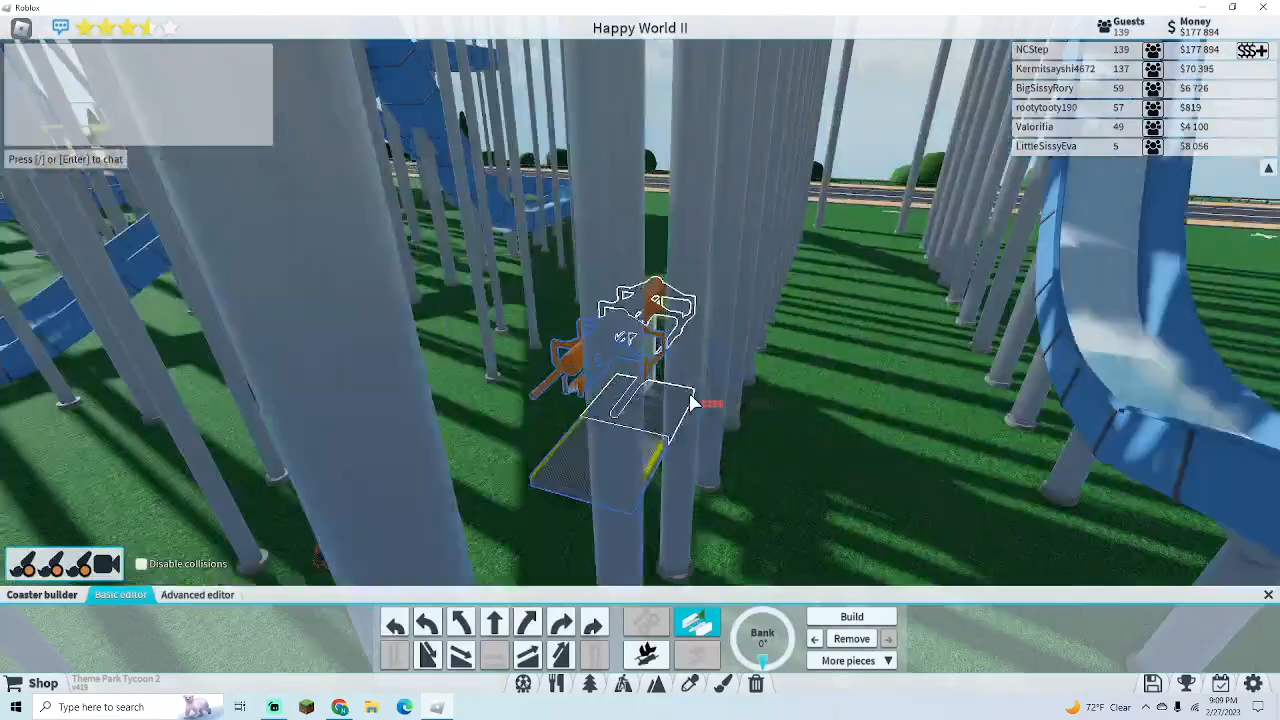 Roblox
Happy World II
Guests
139
Money
$177 894
NCStep 139 $177 894 $$$+
Kermitsayshi4672 137 $70 395
BigSissyRory 59 $6 726
rootytooty190 57 $819
Valorifia 49 $4 100
LittleSissyEva 5 $8 056
Press [/] or [Enter] to chat
Disable collisions
Coaster builder Basic editor Advanced editor
Bank
0°
Build
Remove
More pieces
Shop
Theme Park Tycoon 2
v419
Type here to search
72°F Clear
9:09 PM
2/27/2023